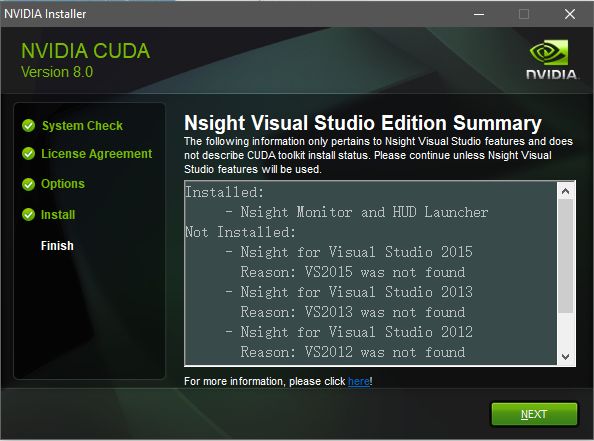 NVIDIA Installer
NVIDIA CUDA
Version 8.0
NVIDIA.
System Check
License Agreement
Options
Install
Finish
Nsight Visual Studio Edition Summary
The following information only pertains to Nsight Visual Studio features and does
not describe CUDA toolkit install status. Please continue unless Nsight Visual
Studio features will be used.
Installed:
- Nsight Monitor and HUD Launcher
Not Installed:
- Nsight for Visual Studio 2015
Reason: VS2015 was not found
- Nsight for Visual Studio 2013
Reason: VS2013 was not found
- Nsight for Visual Studio 2012
Reason: VS2012 was not found
For more information, please click here!
NEXT